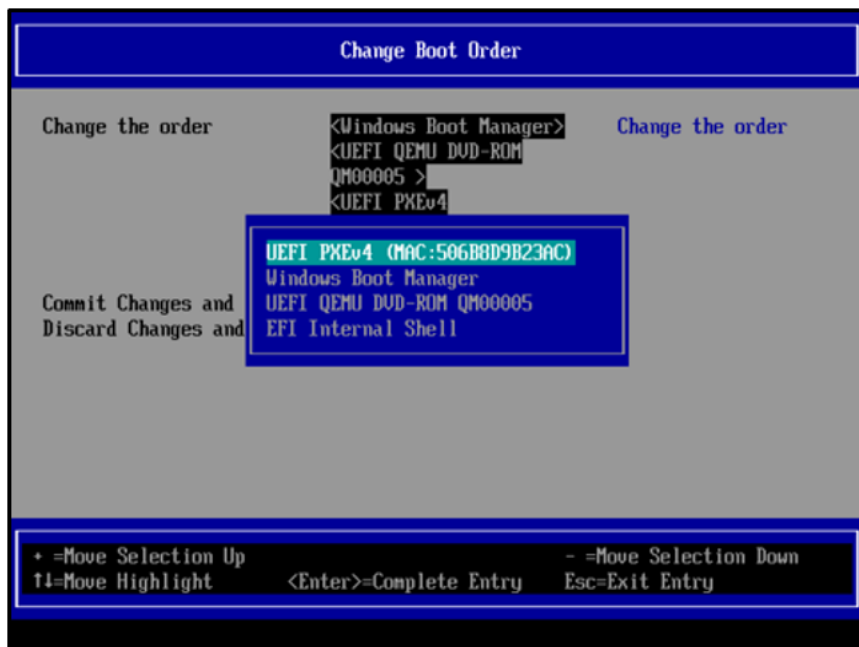 Change Boot Order
Change the order
<Windows Boot Manager>
Change the order
<UEFI QEMU DVD-ROM
QM00005 >
<UEFI PXEv4
UEFI PXEv4 (MAC:506B8D9B23AC)
Windows Boot Manager
UEFI QEMU DVD-ROM QM00005
EFI Internal Shell
Commit Changes and
Discard Changes and
+ =Move Selection Up
- =Move Selection Down
↑↓=Move Highlight
<Enter>=Complete Entry
Esc=Exit Entry